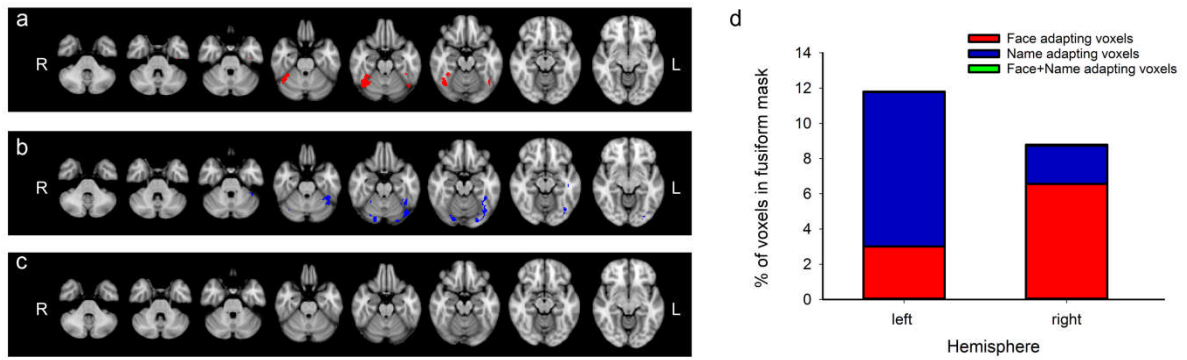 a
R
L
b
R
L
c
R
L
d
Face adapting voxels
Name adapting voxels
Face+Name adapting voxels
% of voxels in fusiform mask
14
12
10
8
6
4
2
0
left
right
Hemisphere